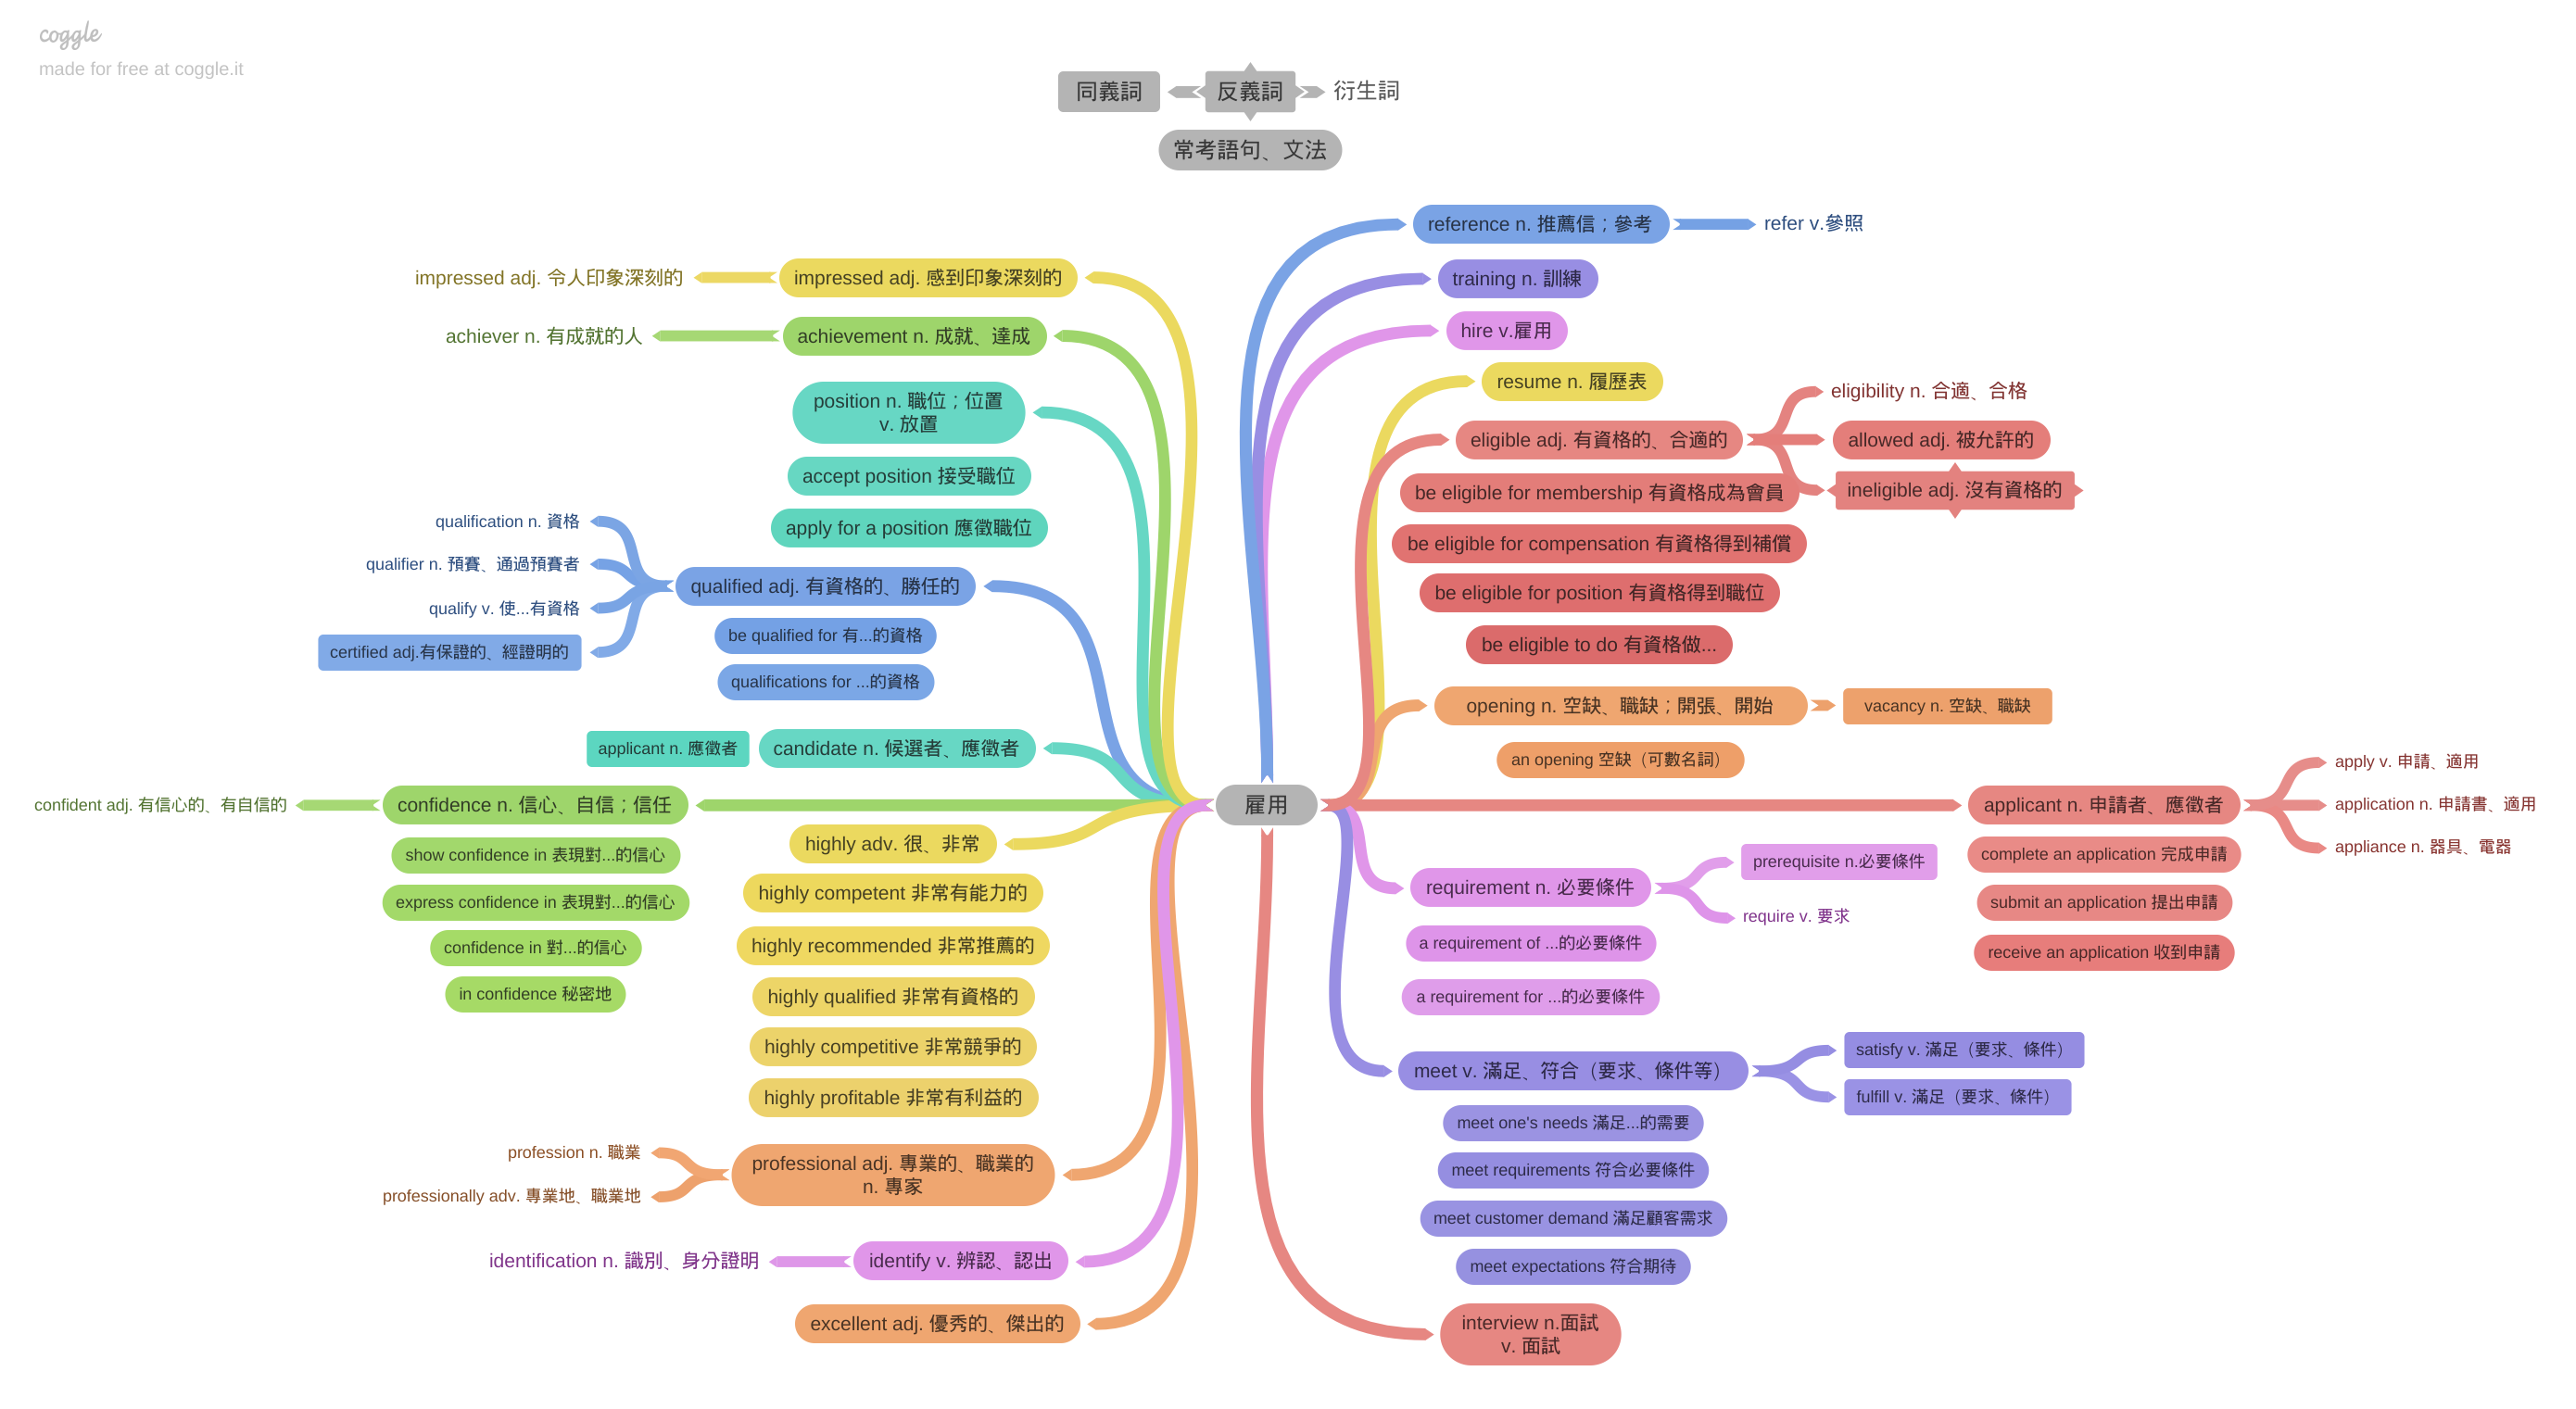 coggle
made for free at coggle.it
同義詞
反義詞
衍生詞
常考語句、文法
雇用
reference n. 推薦信；參考
refer v.參照
training n. 訓練
hire v.雇用
resume n. 履歷表
eligible adj. 有資格的、合適的
eligibility n. 合適、合格
allowed adj. 被允許的
ineligible adj. 沒有資格的
be eligible for membership 有資格成為會員
be eligible for compensation 有資格得到補償
be eligible for position 有資格得到職位
be eligible to do 有資格做...
opening n. 空缺、職缺；開張、開始
vacancy n. 空缺、職缺
an opening 空缺（可數名詞）
applicant n. 申請者、應徵者
apply v. 申請、適用
application n. 申請書、適用
appliance n. 器具、電器
complete an application 完成申請
submit an application 提出申請
receive an application 收到申請
requirement n. 必要條件
prerequisite n.必要條件
require v. 要求
a requirement of ...的必要條件
a requirement for ...的必要條件
meet v. 滿足、符合（要求、條件等）
satisfy v. 滿足（要求、條件）
fulfill v. 滿足（要求、條件）
meet one's needs 滿足...的需要
meet requirements 符合必要條件
meet customer demand 滿足顧客需求
meet expectations 符合期待
interview n.面試
v. 面試
impressed adj. 感到印象深刻的
impressed adj. 令人印象深刻的
achievement n. 成就、達成
achiever n. 有成就的人
position n. 職位；位置
v. 放置
accept position 接受職位
apply for a position 應徵職位
qualified adj. 有資格的、勝任的
qualification n. 資格
qualifier n. 預賽、通過預賽者
qualify v. 使...有資格
certified adj.有保證的、經證明的
be qualified for 有...的資格
qualifications for ...的資格
candidate n. 候選者、應徵者
applicant n. 應徵者
confidence n. 信心、自信；信任
confident adj. 有信心的、有自信的
show confidence in 表現對...的信心
express confidence in 表現對...的信心
confidence in 對...的信心
in confidence 秘密地
highly adv. 很、非常
highly competent 非常有能力的
highly recommended 非常推薦的
highly qualified 非常有資格的
highly competitive 非常競爭的
highly profitable 非常有利益的
professional adj. 專業的、職業的
n. 專家
profession n. 職業
professionally adv. 專業地、職業地
identify v. 辨認、認出
identification n. 識別、身分證明
excellent adj. 優秀的、傑出的